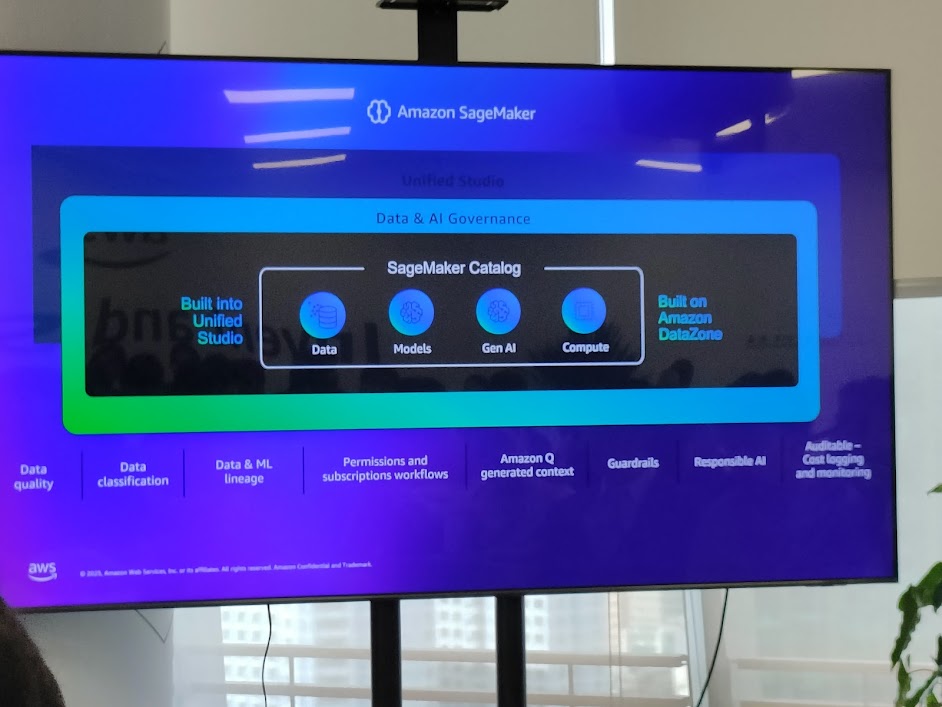 Amazon SageMaker
Unified Studio
Data & AI Governance
SageMaker Catalog
Built into
Unified
Studio
Data
Models
Gen AI
Compute
Built on
Amazon
DataZone
Data
quality
Data
classification
Data & ML
lineage
Permissions and
subscriptions workflows
Amazon Q
generated context
Guardrails
Responsible AI
Auditable –
Cost logging
and monitoring
aws
© 2025, Amazon Web Services, Inc. or its affiliates. All rights reserved. Amazon Confidential and Trademark.